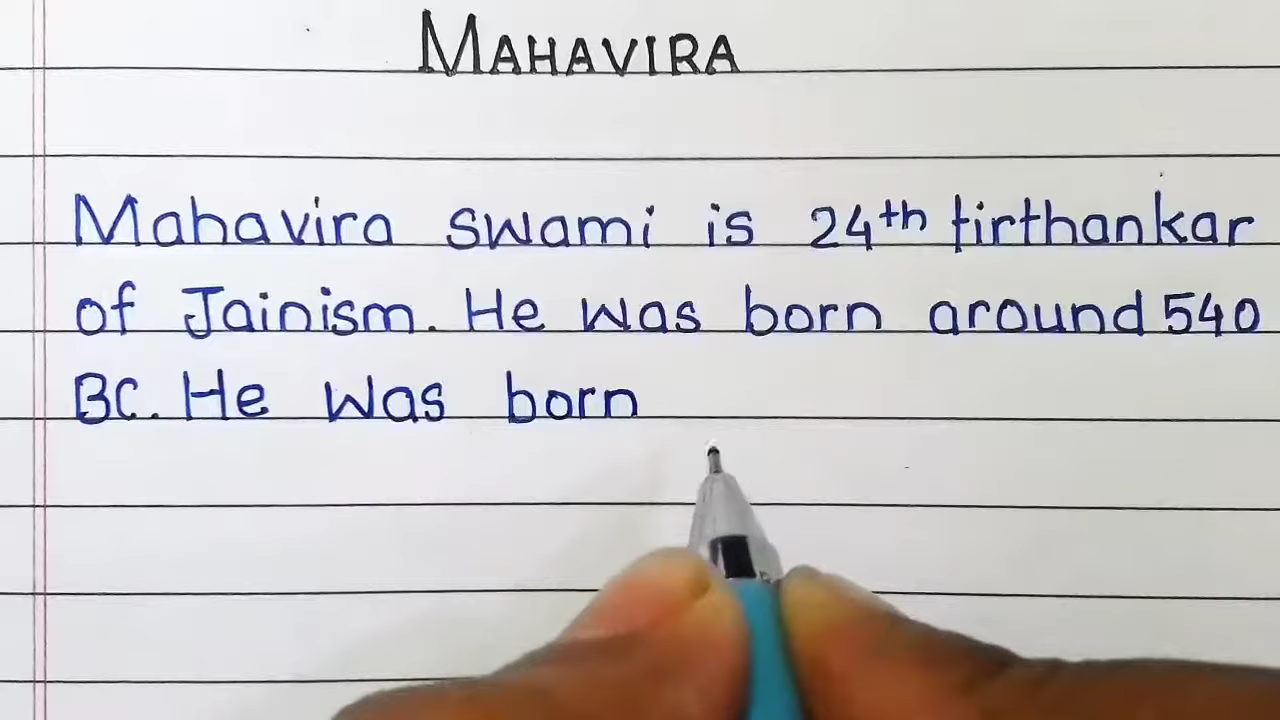 MAHAVIRA
Mahavira swami is 24th tirthankar
of Jainism. He was born around 540
BC. He was born